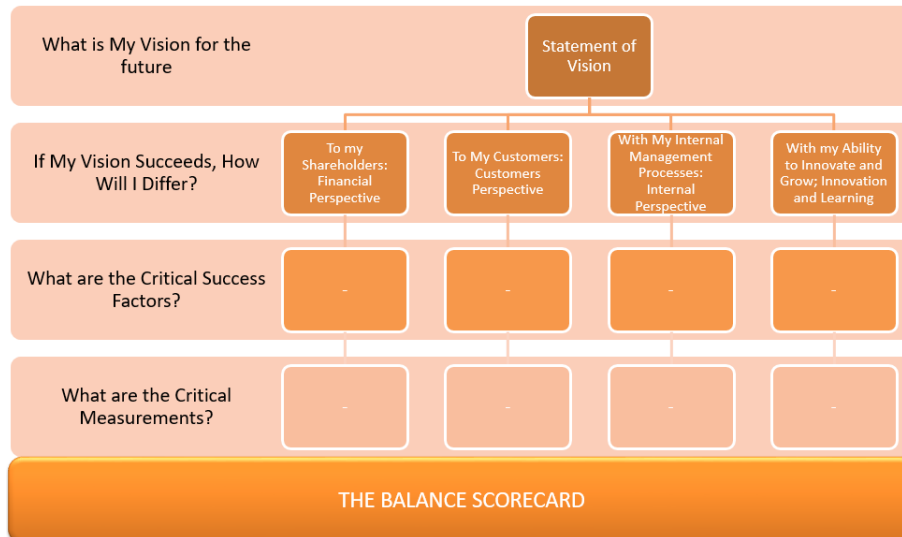 What is My Vision for the
future
Statement of
Vision
If My Vision Succeeds, How
Will I Differ?
To my
Shareholders:
Financial
Perspective
To My Customers:
Customers
Perspective
With My Internal
Management
Processes:
Internal
Perspective
With my Ability
to Innovate and
Grow; Innovation
and Learning
What are the Critical Success
Factors?
-
-
-
-
What are the Critical
Measurements?
-
-
-
-
THE BALANCE SCORECARD